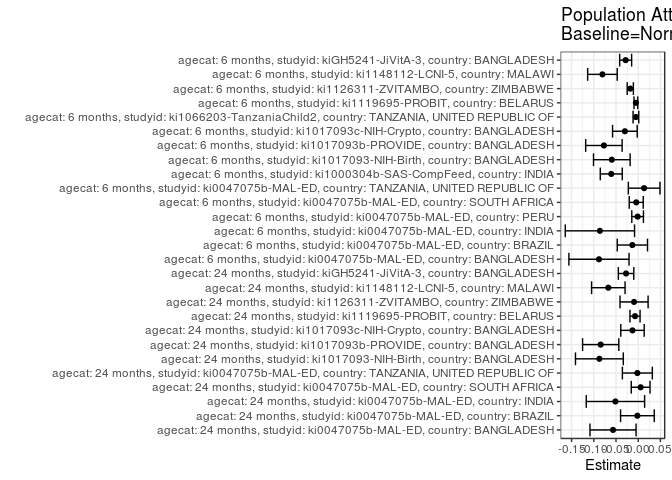 Population Att
Baseline=Norm
agecat: 6 months, studyid: kiGH5241-JiVitA-3, country: BANGLADESH
agecat: 6 months, studyid: ki1148112-LCNI-5, country: MALAWI
agecat: 6 months, studyid: ki1126311-ZVITAMBO, country: ZIMBABWE
agecat: 6 months, studyid: ki1119695-PROBIT, country: BELARUS
agecat: 6 months, studyid: ki1066203-TanzaniaChild2, country: TANZANIA, UNITED REPUBLIC OF
agecat: 6 months, studyid: ki1017093c-NIH-Crypto, country: BANGLADESH
agecat: 6 months, studyid: ki1017093b-PROVIDE, country: BANGLADESH
agecat: 6 months, studyid: ki1017093-NIH-Birth, country: BANGLADESH
agecat: 6 months, studyid: ki1000304b-SAS-CompFeed, country: INDIA
agecat: 6 months, studyid: ki0047075b-MAL-ED, country: TANZANIA, UNITED REPUBLIC OF
agecat: 6 months, studyid: ki0047075b-MAL-ED, country: SOUTH AFRICA
agecat: 6 months, studyid: ki0047075b-MAL-ED, country: PERU
agecat: 6 months, studyid: ki0047075b-MAL-ED, country: INDIA
agecat: 6 months, studyid: ki0047075b-MAL-ED, country: BRAZIL
agecat: 6 months, studyid: ki0047075b-MAL-ED, country: BANGLADESH
agecat: 24 months, studyid: kiGH5241-JiVitA-3, country: BANGLADESH
agecat: 24 months, studyid: ki1148112-LCNI-5, country: MALAWI
agecat: 24 months, studyid: ki1126311-ZVITAMBO, country: ZIMBABWE
agecat: 24 months, studyid: ki1119695-PROBIT, country: BELARUS
agecat: 24 months, studyid: ki1017093c-NIH-Crypto, country: BANGLADESH
agecat: 24 months, studyid: ki1017093b-PROVIDE, country: BANGLADESH
agecat: 24 months, studyid: ki1017093-NIH-Birth, country: BANGLADESH
agecat: 24 months, studyid: ki0047075b-MAL-ED, country: TANZANIA, UNITED REPUBLIC OF
agecat: 24 months, studyid: ki0047075b-MAL-ED, country: SOUTH AFRICA
agecat: 24 months, studyid: ki0047075b-MAL-ED, country: INDIA
agecat: 24 months, studyid: ki0047075b-MAL-ED, country: BRAZIL
agecat: 24 months, studyid: ki0047075b-MAL-ED, country: BANGLADESH
-0.15 -0.10 -0.05 0.00 0.05
Estimate